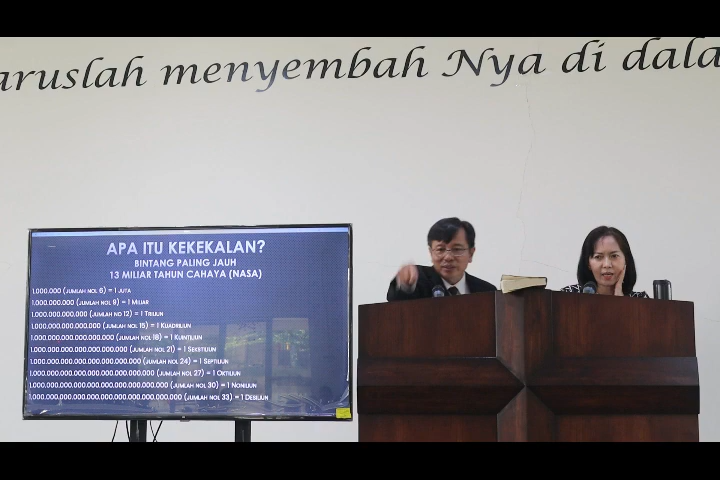 aruslah menyembah Nya di dala
APA ITU KEKEKALAN?
BINTANG PALING JAUH
13 MILIAR TAHUN CAHAYA (NASA)
1.000.000 (JUMLAH NOL 6) = 1 JUTA
1.000.000.000 (JUMLAH NOL 9) = 1 MILIAR
1.000.000.000.000 (JUMLAH NO 12) = 1 TRILIUN
1.000.000.000.000.000 (JUMLAH NOL 15) = 1 KUADRILIUN
1.000.000.000.000.000.000 (JUMLAH NOL 18) = 1 KUINTILIUN
1.000.000.000.000.000.000.000 (JUMLAH NOL 21) = 1 SEKSTILIUN
1.000.000.000.000.000.000.000.000 (JUMLAH NOL 24) = 1 SEPTILIUN
1.000.000.000.000.000.000.000.000.000 (JUMLAH NOL 27) = 1 OKTILIUN
1.000.000.000.000.000.000.000.000.000.000 (JUMLAH NOL 30) = 1 NONILIUN
1.000.000.000.000.000.000.000.000.000.000.000 (JUMLAH NOL 33) = 1 DESILIUN